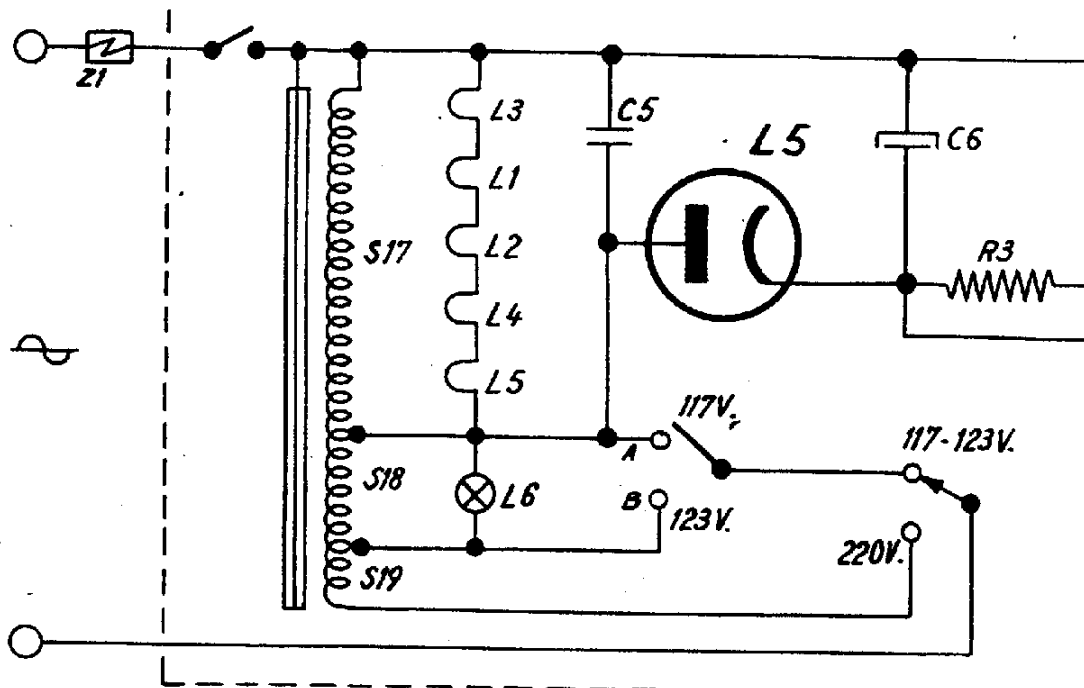 Z1
L3
C5
L5
C6
L1
L2
S17
R3
L4
L5
117V.
117-123V.
A
S18
L6
B
123V.
220V.
S19